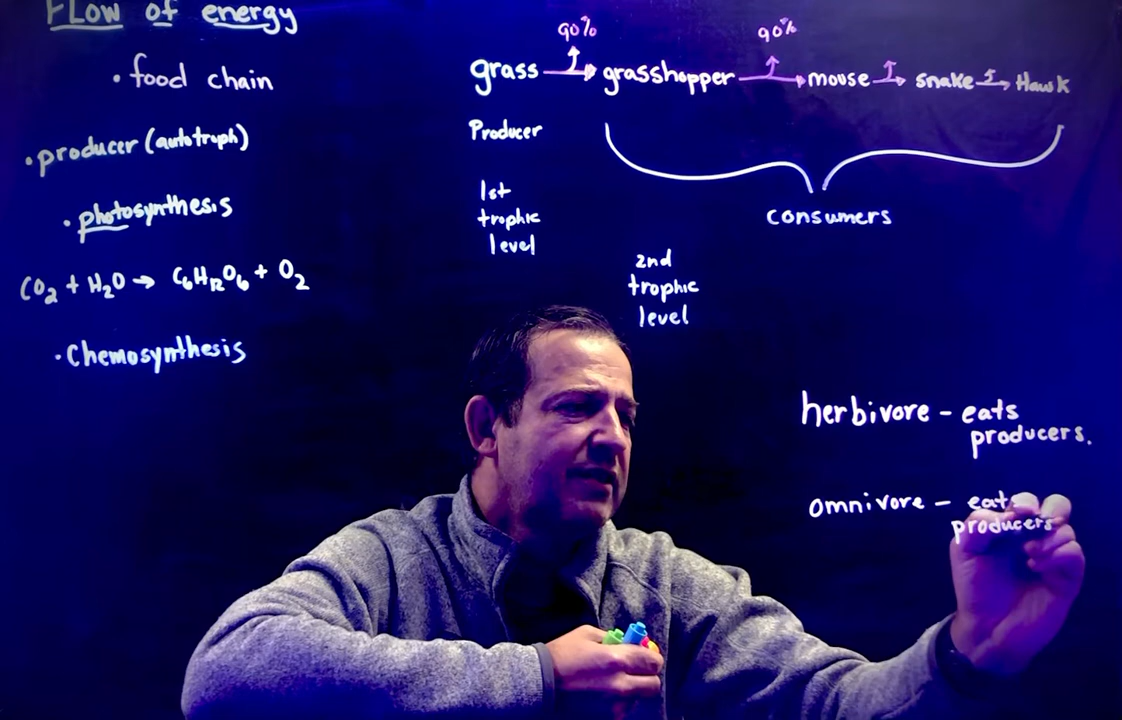 Flow of energy
• food chain
• producer (autotroph)
• photosynthesis
CO2 + H2O → C6H12O6 + O2
• Chemosynthesis
90% 90%
grass → grasshopper → mouse → snake → Hawk
Producer
1st
trophic
level
consumers
2nd
trophic
level
herbivore - eats
producers.
omnivore - eats
producers